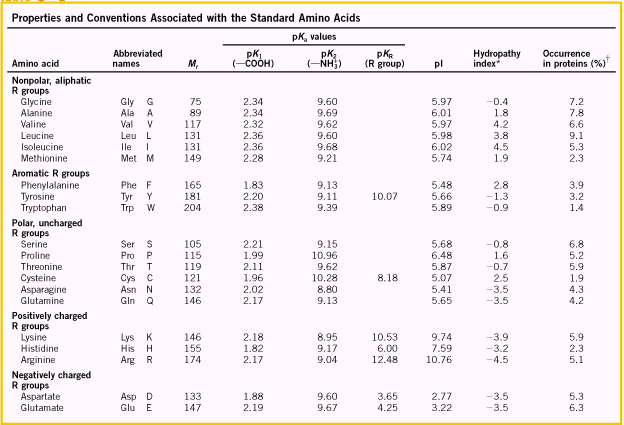 Properties and Conventions Associated with the Standard Amino Acids
pKa values
Abbreviated pK1 pK2 pKR Hydropathy Occurrence
Amino acid names Mr (—COOH) (—NH3+) (R group) pI index* in proteins (%)†
Nonpolar, aliphatic
R groups
Glycine Gly G 75 2.34 9.60 5.97 −0.4 7.2
Alanine Ala A 89 2.34 9.69 6.01 1.8 7.8
Valine Val V 117 2.32 9.62 5.97 4.2 6.6
Leucine Leu L 131 2.36 9.60 5.98 3.8 9.1
Isoleucine Ile I 131 2.36 9.68 6.02 4.5 5.3
Methionine Met M 149 2.28 9.21 5.74 1.9 2.3
Aromatic R groups
Phenylalanine Phe F 165 1.83 9.13 5.48 2.8 3.9
Tyrosine Tyr Y 181 2.20 9.11 10.07 5.66 −1.3 3.2
Tryptophan Trp W 204 2.38 9.39 5.89 −0.9 1.4
Polar, uncharged
R groups
Serine Ser S 105 2.21 9.15 5.68 −0.8 6.8
Proline Pro P 115 1.99 10.96 6.48 1.6 5.2
Threonine Thr T 119 2.11 9.62 5.87 −0.7 5.9
Cysteine Cys C 121 1.96 10.28 8.18 5.07 2.5 1.9
Asparagine Asn N 132 2.02 8.80 5.41 −3.5 4.3
Glutamine Gln Q 146 2.17 9.13 5.65 −3.5 4.2
Positively charged
R groups
Lysine Lys K 146 2.18 8.95 10.53 9.74 −3.9 5.9
Histidine His H 155 1.82 9.17 6.00 7.59 −3.2 2.3
Arginine Arg R 174 2.17 9.04 12.48 10.76 −4.5 5.1
Negatively charged
R groups
Aspartate Asp D 133 1.88 9.60 3.65 2.77 −3.5 5.3
Glutamate Glu E 147 2.19 9.67 4.25 3.22 −3.5 6.3